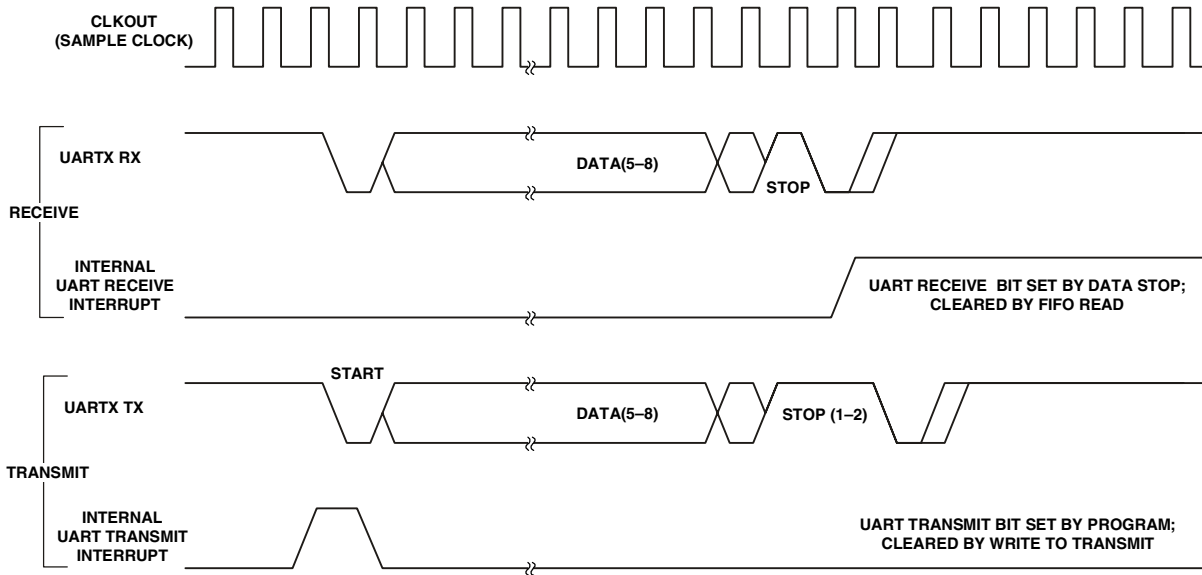 CLKOUT
(SAMPLE CLOCK)
UARTX RX
DATA(5–8)
STOP
RECEIVE
INTERNAL
UART RECEIVE
INTERRUPT
UART RECEIVE BIT SET BY DATA STOP;
CLEARED BY FIFO READ
START
UARTX TX
DATA(5–8)
STOP (1–2)
TRANSMIT
INTERNAL
UART TRANSMIT
INTERRUPT
UART TRANSMIT BIT SET BY PROGRAM;
CLEARED BY WRITE TO TRANSMIT